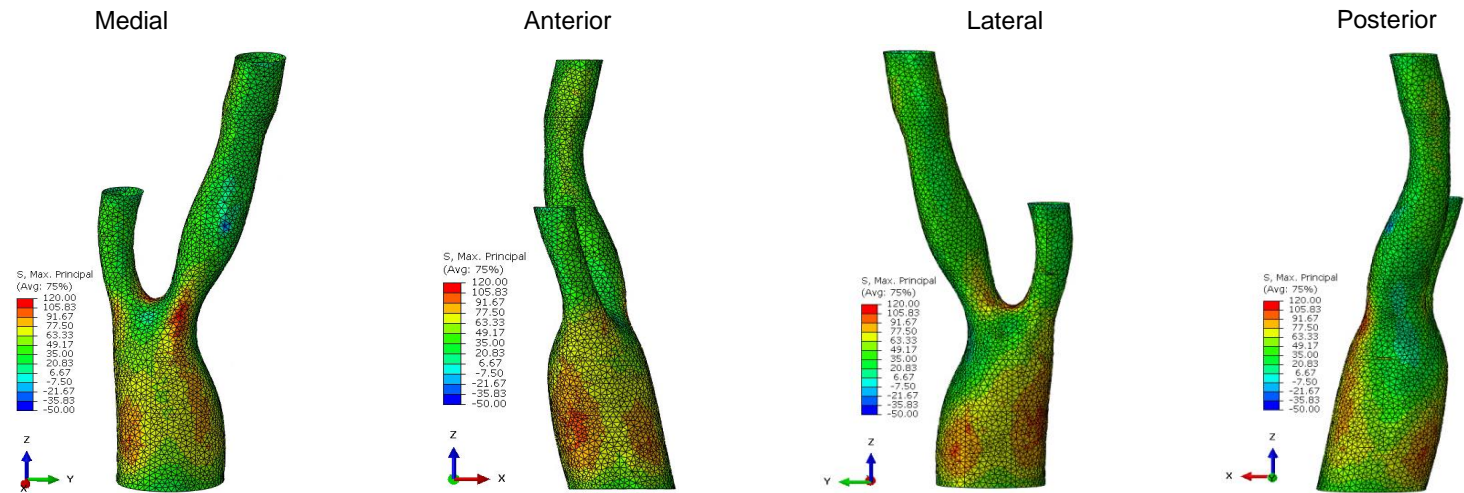 Medial
Anterior
Lateral
Posterior
S, Max. Principal
(Avg: 75%)
120.00
105.83
91.67
77.50
63.33
49.17
35.00
20.83
6.67
-7.50
-21.67
-35.83
-50.00
Z
Y
X
S, Max. Principal
(Avg: 75%)
120.00
105.83
91.67
77.50
63.33
49.17
35.00
20.83
6.67
-7.50
-21.67
-35.83
-50.00
Z
X
S, Max. Principal
(Avg: 75%)
120.00
105.83
91.67
77.50
63.33
49.17
35.00
20.83
6.67
-7.50
-21.67
-35.83
-50.00
Z
Y
S, Max. Principal
(Avg: 75%)
120.00
105.83
91.67
77.50
63.33
49.17
35.00
20.83
6.67
-7.50
-21.67
-35.83
-50.00
Z
X